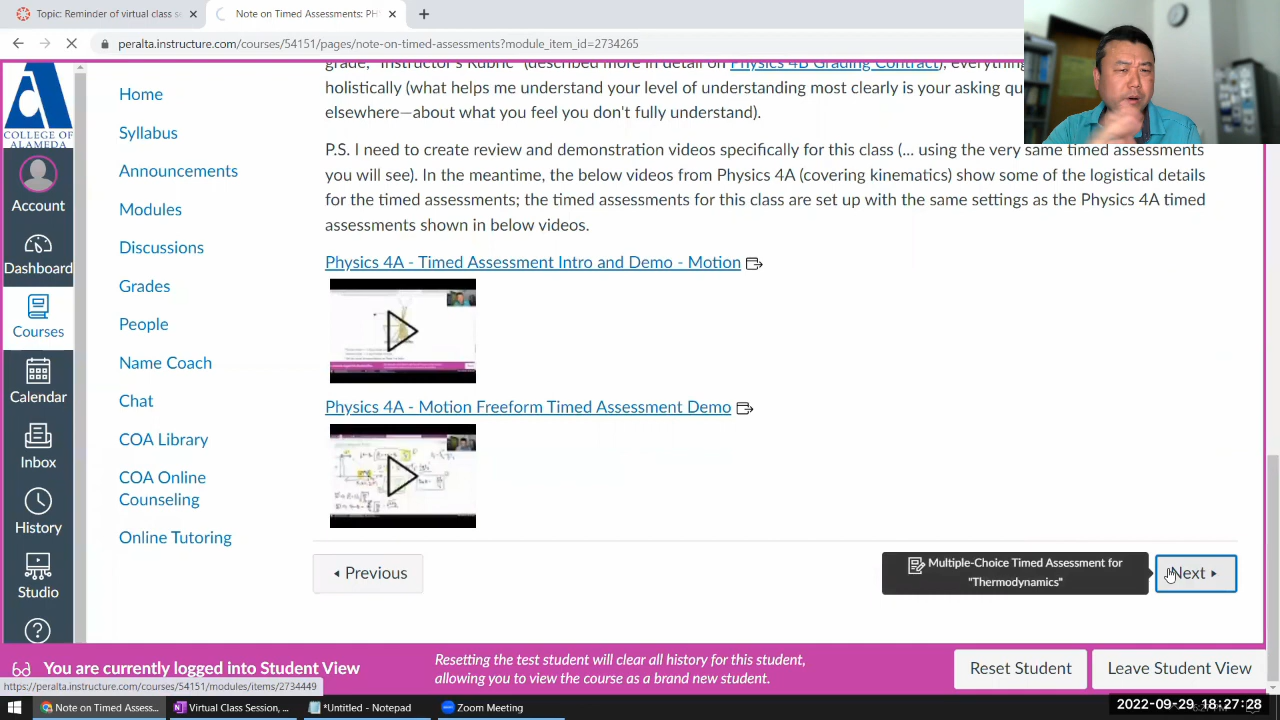 Topic: Reminder of virtual class s
Note on Timed Assessments: PH
peralta.instructure.com/courses/54151/pages/note-on-timed-assessments?module_item_id=2734265
COLLEGE OF
ALAMEDA
Account
Dashboard
Courses
Calendar
Inbox
History
Studio
Home
Syllabus
Announcements
Modules
Discussions
Grades
People
Name Coach
Chat
COA Library
COA Online
Counseling
Online Tutoring
grade, "Instructor's Rubric" (described more in detail on Physics 4B Grading Contract), everything
holistically (what helps me understand your level of understanding most clearly is your asking qu
elsewhere—about what you feel you don't fully understand).
P.S. I need to create review and demonstration videos specifically for this class (... using the very same timed assessments
you will see). In the meantime, the below videos from Physics 4A (covering kinematics) show some of the logistical details
for the timed assessments; the timed assessments for this class are set up with the same settings as the Physics 4A timed
assessments shown in below videos.
Physics 4A - Timed Assessment Intro and Demo - Motion
Physics 4A - Motion Freeform Timed Assessment Demo
Previous
Multiple-Choice Timed Assessment for
"Thermodynamics"
Next
You are currently logged into Student View
Resetting the test student will clear all history for this student,
allowing you to view the course as a brand new student.
Reset Student
Leave Student View
https://peralta.instructure.com/courses/54151/modules/items/2734449
Note on Timed Assess...
Virtual Class Session, ...
*Untitled - Notepad
Zoom Meeting
2022-09-29 18:27:28